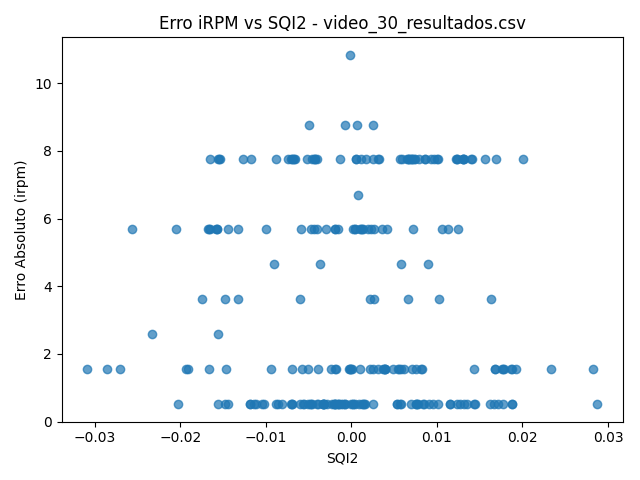 Erro iRPM vs SQI2 - video_30_resultados.csv
Erro Absoluto (irpm)
10
8
6
4
2
0
−0.03 −0.02 −0.01 0.00 0.01 0.02 0.03
SQI2